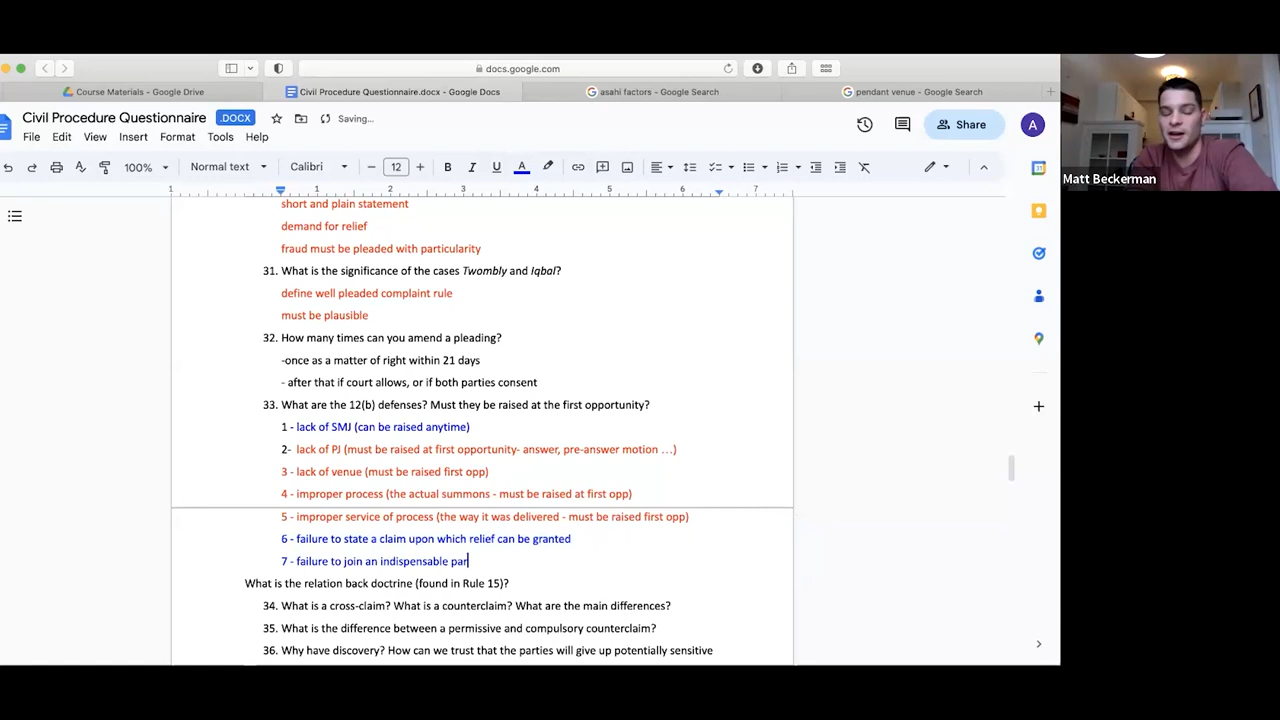 docs.google.com
Course Materials - Google Drive
Civil Procedure Questionnaire.docx - Google Docs
asahi factors - Google Search
pendant venue - Google Search
Civil Procedure Questionnaire .DOCX Saving...
File Edit View Insert Format Tools Help
Share
A
100% Normal text Calibri 12 B I U A
1 1 2 3 4 5 6 7
short and plain statement
demand for relief
fraud must be pleaded with particularity
31. What is the significance of the cases Twombly and Iqbal?
define well pleaded complaint rule
must be plausible
32. How many times can you amend a pleading?
-once as a matter of right within 21 days
- after that if court allows, or if both parties consent
33. What are the 12(b) defenses? Must they be raised at the first opportunity?
1 - lack of SMJ (can be raised anytime)
2- lack of PJ (must be raised at first opportunity- answer, pre-answer motion ...)
3 - lack of venue (must be raised first opp)
4 - improper process (the actual summons - must be raised at first opp)
5 - improper service of process (the way it was delivered - must be raised first opp)
6 - failure to state a claim upon which relief can be granted
7 - failure to join an indispensable par
What is the relation back doctrine (found in Rule 15)?
34. What is a cross-claim? What is a counterclaim? What are the main differences?
35. What is the difference between a permissive and compulsory counterclaim?
36. Why have discovery? How can we trust that the parties will give up potentially sensitive
Matt Beckerman